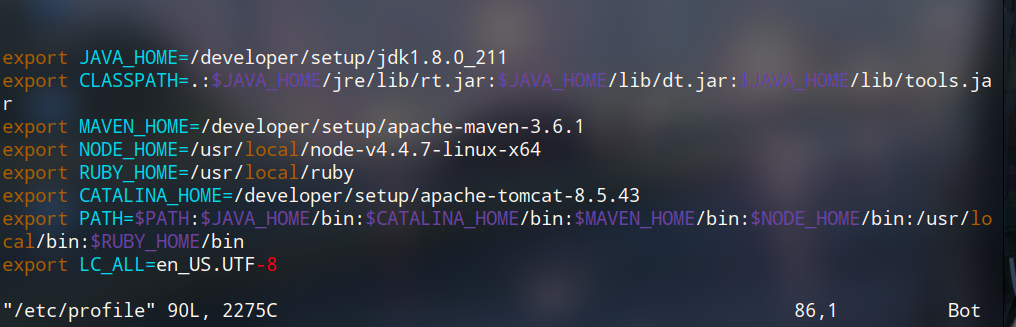 export JAVA_HOME=/developer/setup/jdk1.8.0_211
export CLASSPATH=.:$JAVA_HOME/jre/lib/rt.jar:$JAVA_HOME/lib/dt.jar:$JAVA_HOME/lib/tools.ja
r
export MAVEN_HOME=/developer/setup/apache-maven-3.6.1
export NODE_HOME=/usr/local/node-v4.4.7-linux-x64
export RUBY_HOME=/usr/local/ruby
export CATALINA_HOME=/developer/setup/apache-tomcat-8.5.43
export PATH=$PATH:$JAVA_HOME/bin:$CATALINA_HOME/bin:$MAVEN_HOME/bin:$NODE_HOME/bin:/usr/lo
cal/bin:$RUBY_HOME/bin
export LC_ALL=en_US.UTF-8
"/etc/profile" 90L, 2275C 86,1 Bot